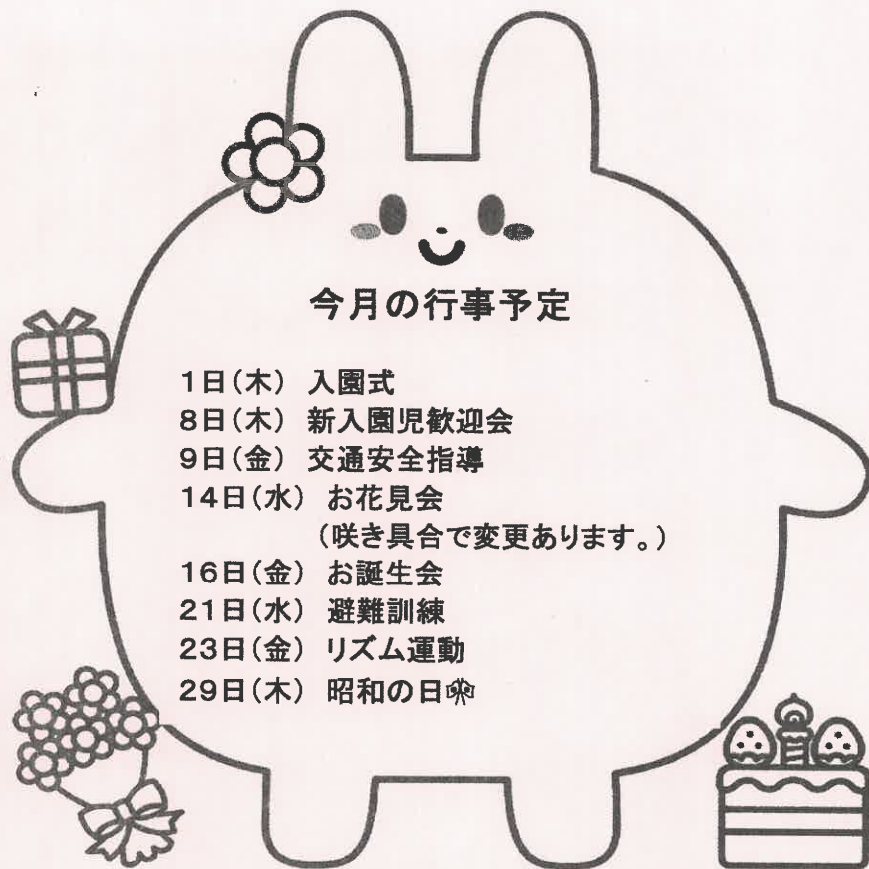 今月の行事予定
1日(木) 入園式
8日(木) 新入園児歓迎会
9日(金) 交通安全指導
14日(水) お花見会
(咲き具合で変更あります。)
16日(金) お誕生会
21日(水) 避難訓練
23日(金) リズム運動
29日(木) 昭和の日🎌